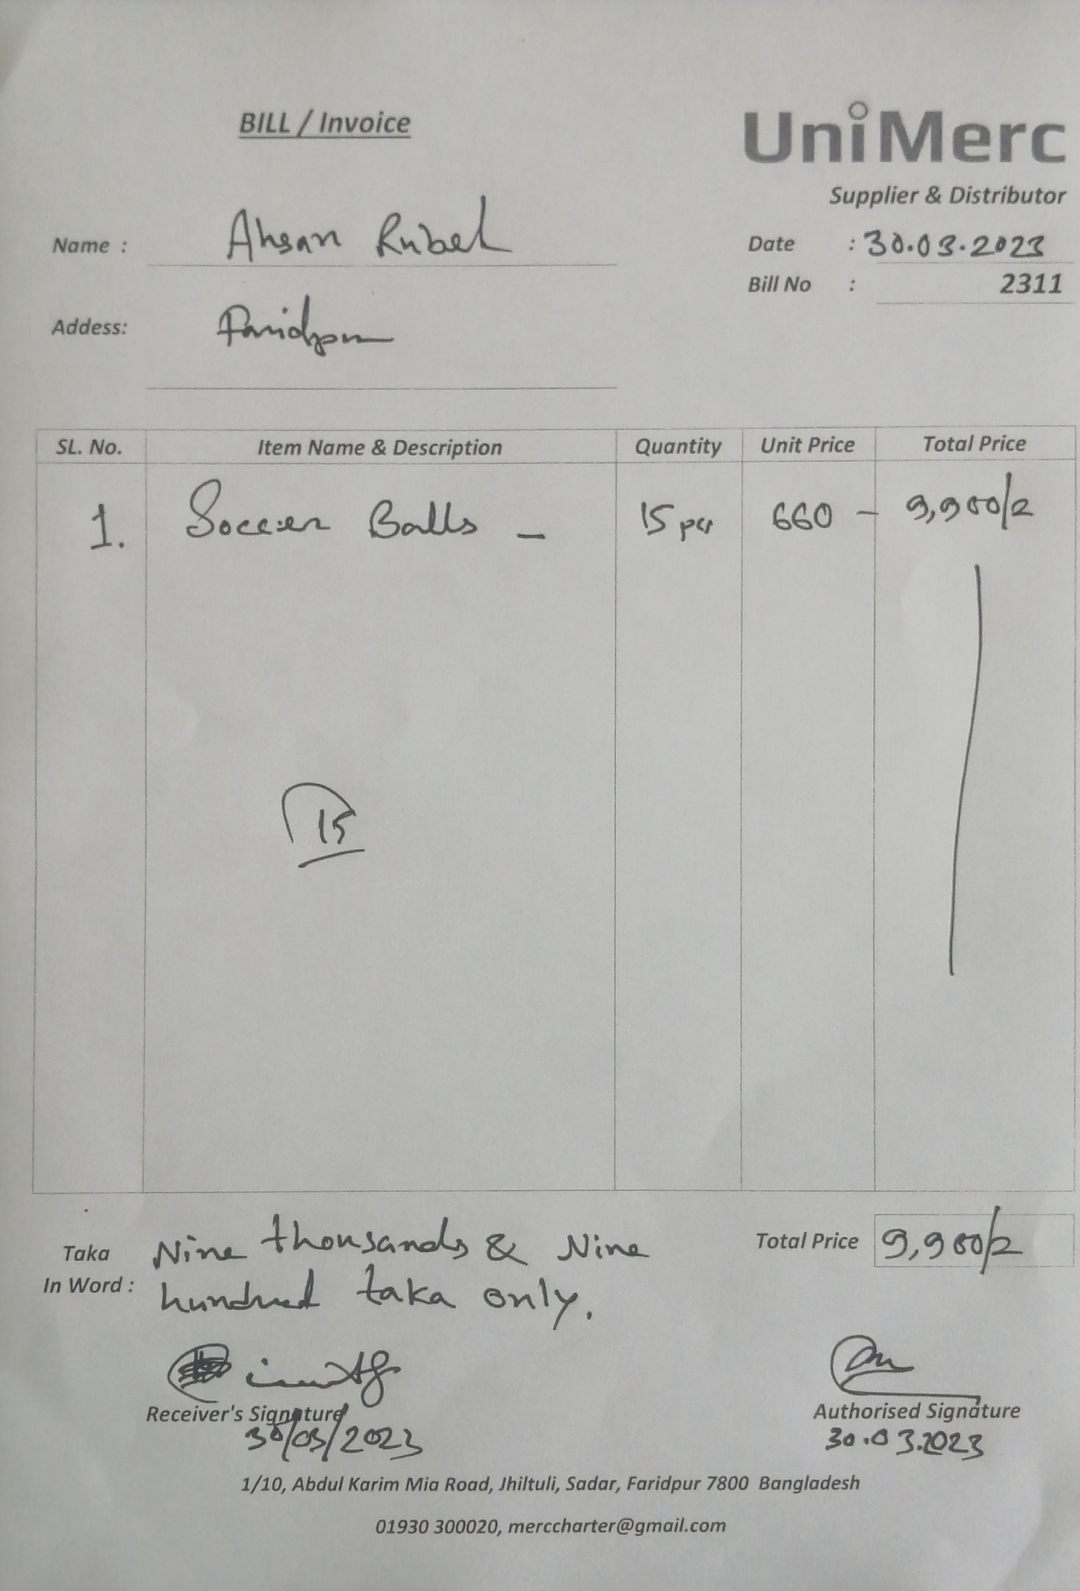 BILL / Invoice
UniMerc
Supplier & Distributor
Name : Ahsan Rubel
Date : 30.03.2023
Bill No : 2311
Addess: Faridpur
SL. No. Item Name & Description Quantity Unit Price Total Price
1. Soccer Balls – 15 pcs 660 – 9,900/=
15
Taka In Word : Nine thousands & Nine
hundred taka only.
Total Price 9,900/=
Receiver's Signature
30/03/2023
Authorised Signature
30.03.2023
1/10, Abdul Karim Mia Road, Jhiltuli, Sadar, Faridpur 7800 Bangladesh
01930 300020, merccharter@gmail.com